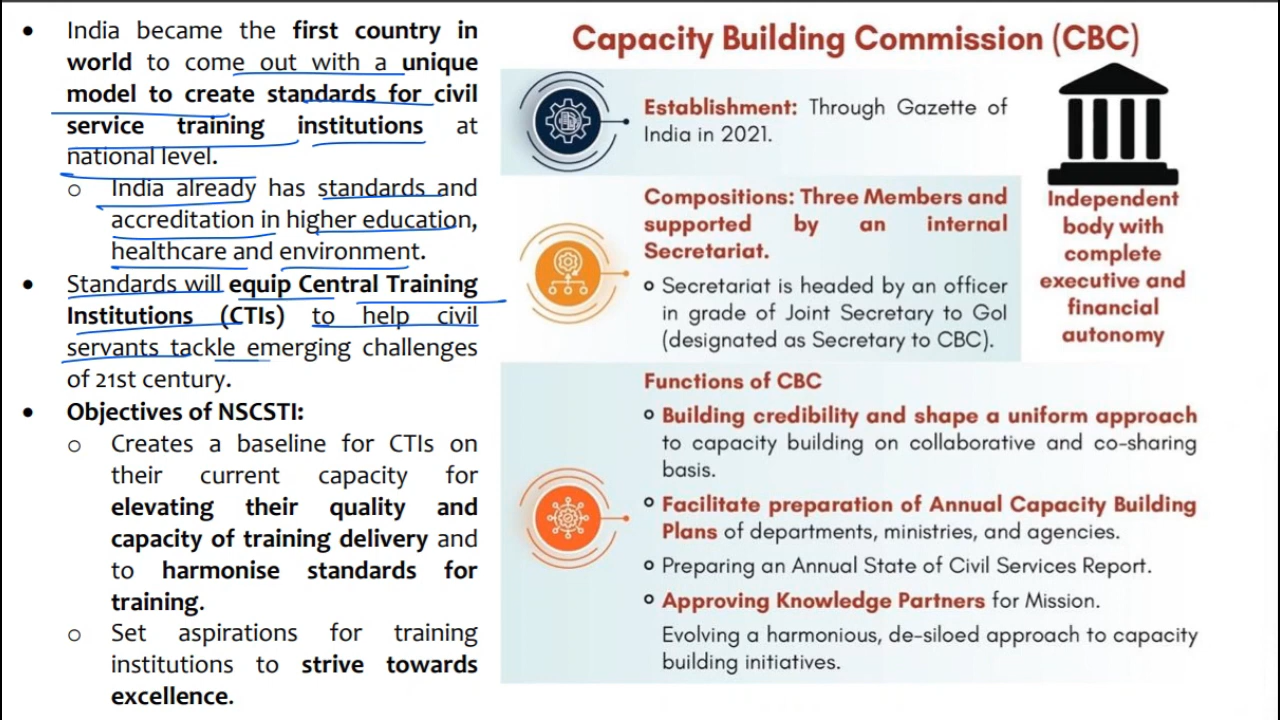 • India became the first country in
world to come out with a unique
model to create standards for civil
service training institutions at
national level.
o India already has standards and
accreditation in higher education,
healthcare and environment.
• Standards will equip Central Training
Institutions (CTIs) to help civil
servants tackle emerging challenges
of 21st century.
• Objectives of NSCSTI:
o Creates a baseline for CTIs on
their current capacity for
elevating their quality and
capacity of training delivery and
to harmonise standards for
training.
o Set aspirations for training
institutions to strive towards
excellence.
Capacity Building Commission (CBC)
Establishment: Through Gazette of
India in 2021.
Compositions: Three Members and
supported by an internal
Secretariat.
Secretariat is headed by an officer
in grade of Joint Secretary to GoI
(designated as Secretary to CBC).
Independent
body with
complete
executive and
financial
autonomy
Functions of CBC
Building credibility and shape a uniform approach
to capacity building on collaborative and co-sharing
basis.
Facilitate preparation of Annual Capacity Building
Plans of departments, ministries, and agencies.
Preparing an Annual State of Civil Services Report.
Approving Knowledge Partners for Mission.
Evolving a harmonious, de-siloed approach to capacity
building initiatives.